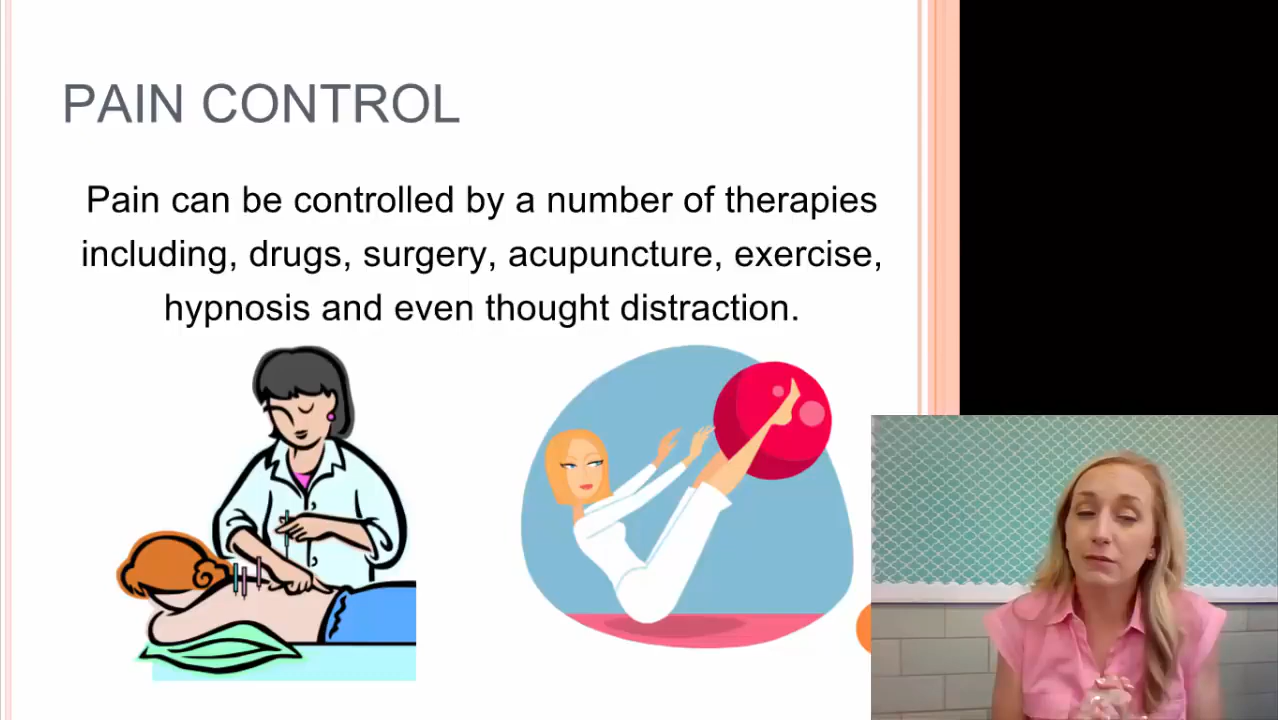 PAIN CONTROL
Pain can be controlled by a number of therapies
including, drugs, surgery, acupuncture, exercise,
hypnosis and even thought distraction.